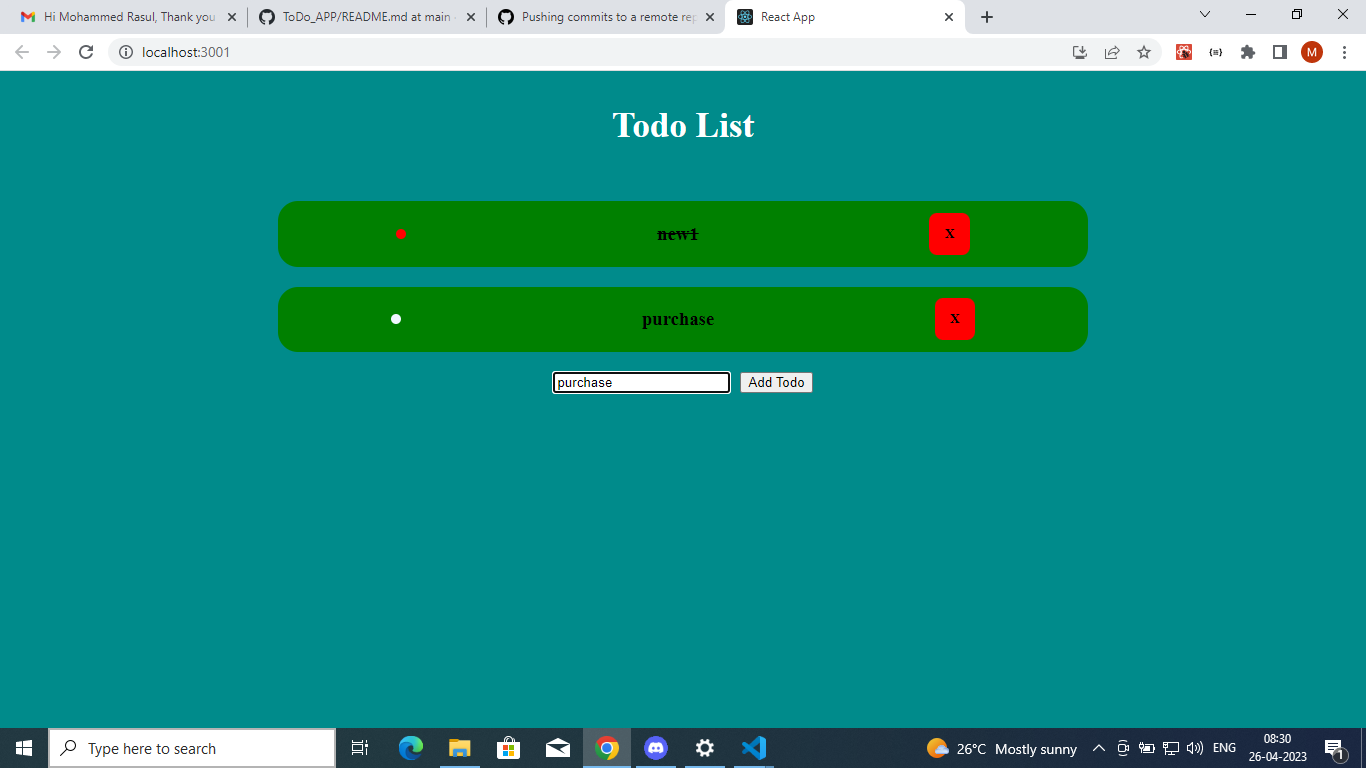 Hi Mohammed Rasul, Thank you
ToDo_APP/README.md at main
Pushing commits to a remote rep
React App
localhost:3001
M
Todo List
new1
X
purchase
X
purchase
Add Todo
Type here to search
26°C Mostly sunny
ENG
08:30
26-04-2023
1